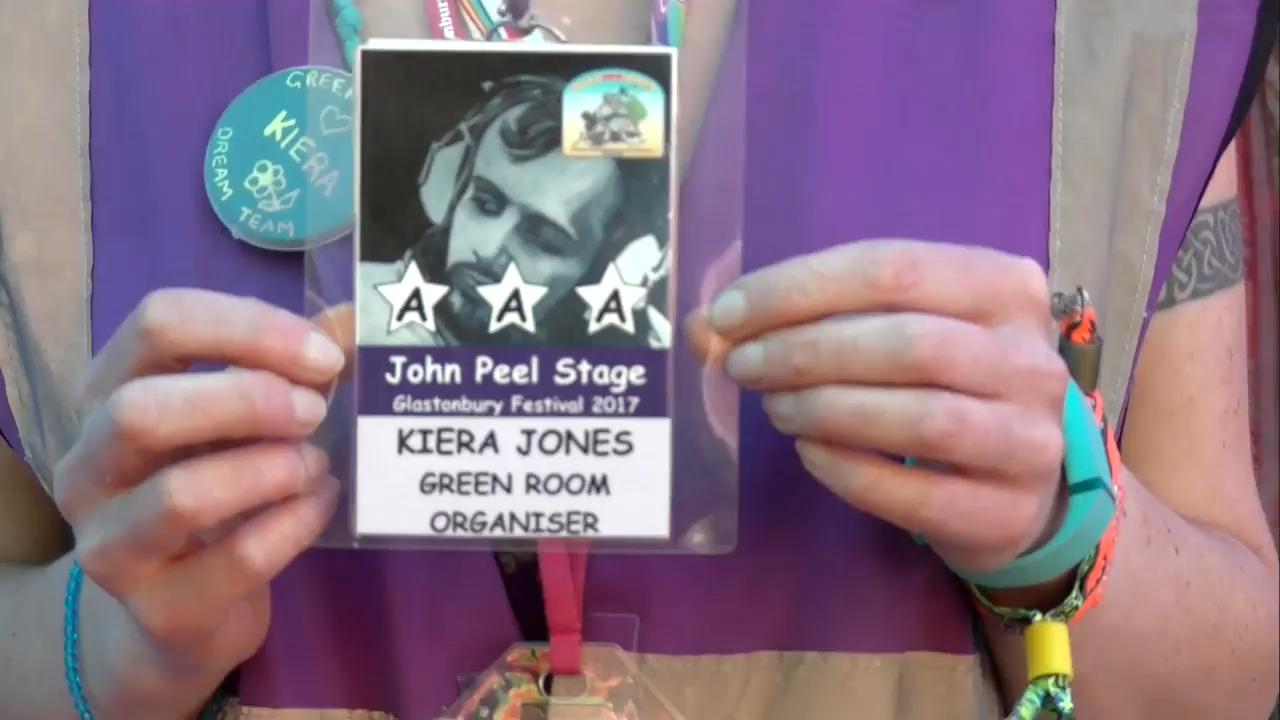 GREEN
KIERA
DREAM
TEAM
A A A
John Peel Stage
Glastonbury Festival 2017
KIERA JONES
GREEN ROOM
ORGANISER